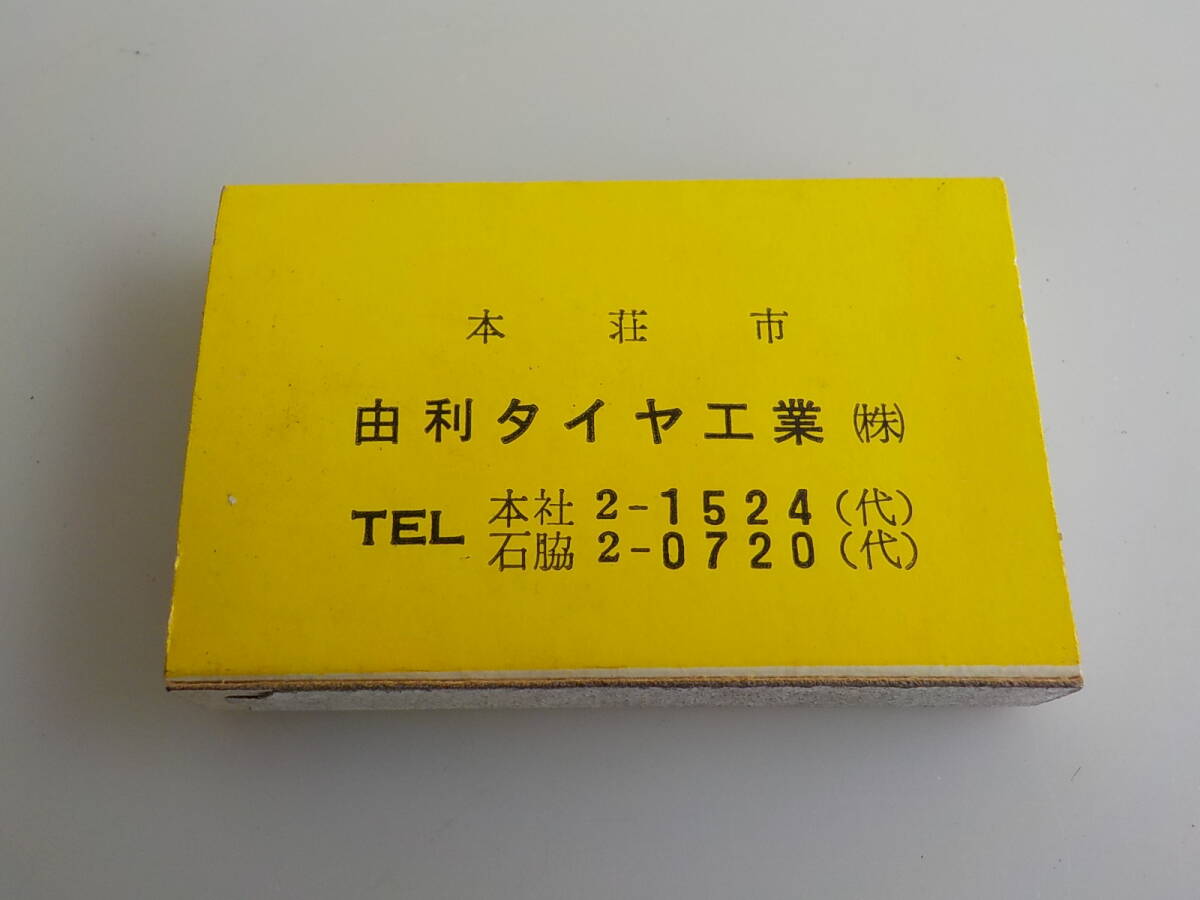 本荘市
由利タイヤ工業㈱
TEL 本社 2-1524(代)
石脇 2-0720(代)